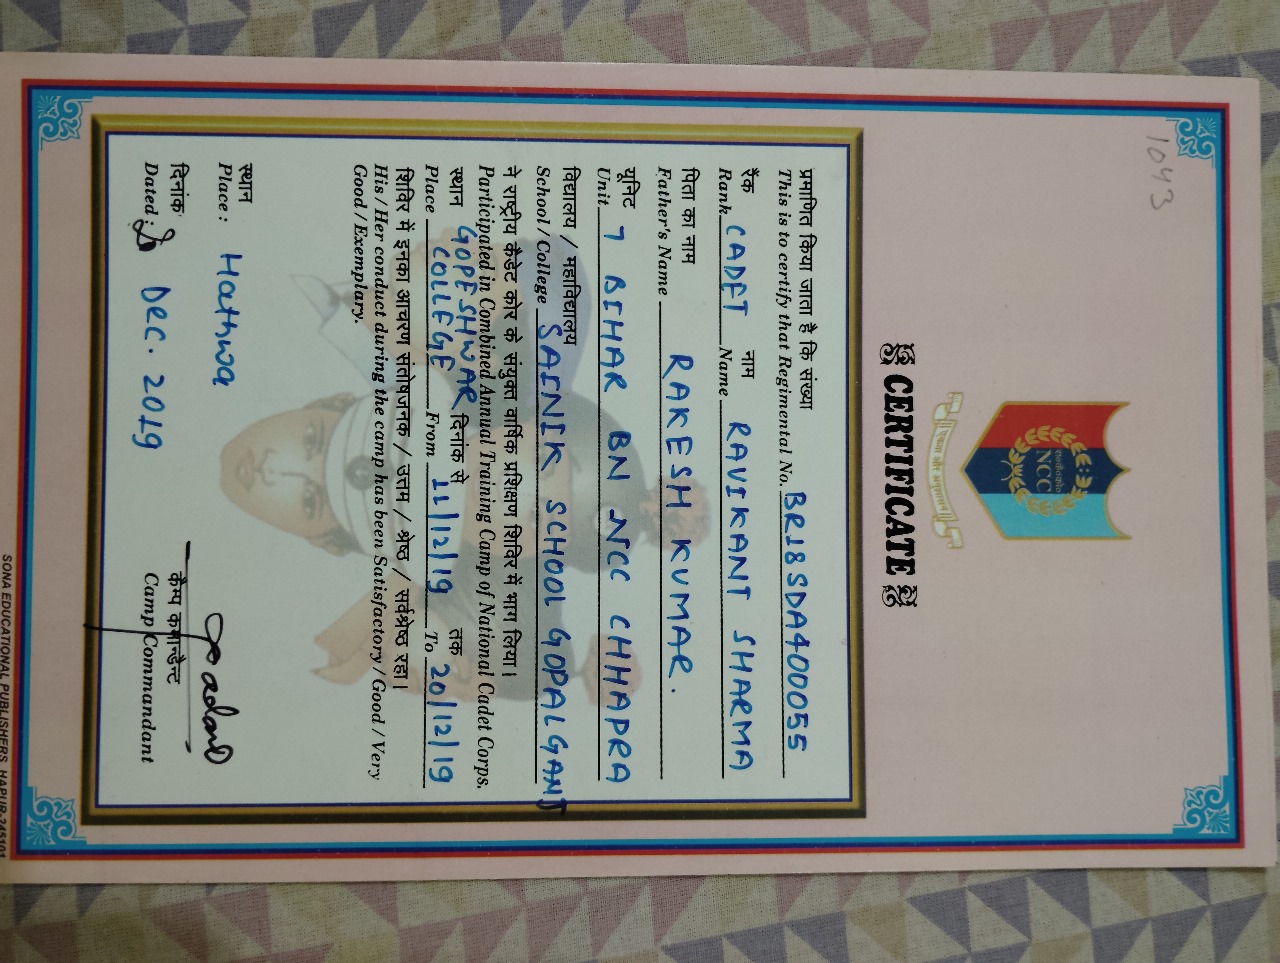 1043
राष्ट्रीय कैडेट कोर
NCC
एकता और अनुशासन
CERTIFICATE
प्रमाणित किया जाता है कि संख्या
This is to certify that Regimental No. BR18SDA4000055
रैंक नाम
Rank CADET Name RAVIKANT SHARMA
पिता का नाम
Father's Name RAKESH KUMAR.
यूनिट
Unit 7 BIHAR BN NCC CHHAPRA
विद्यालय / महाविद्यालय
School / College SAINIK SCHOOL GOPALGANJ
ने राष्ट्रीय कैडेट कोर के संयुक्त वार्षिक प्रशिक्षण शिविर में भाग लिया।
Participated in Combined Annual Training Camp of National Cadet Corps.
स्थान GOPESHWAR दिनांक से तक
Place COLLEGE From 11/12/19 To 20/12/19
शिविर में इनका आचरण संतोषजनक / उत्तम / श्रेष्ठ / सर्वश्रेष्ठ रहा।
His / Her conduct during the camp has been Satisfactory / Good / Very
Good / Exemplary.
स्थान
Place : Hathwa
दिनांक कैम्प कमान्डेन्ट
Dated : 20 Dec. 2019 Camp Commandant
SONA EDUCATIONAL PUBLISHERS, HAPUR-245101